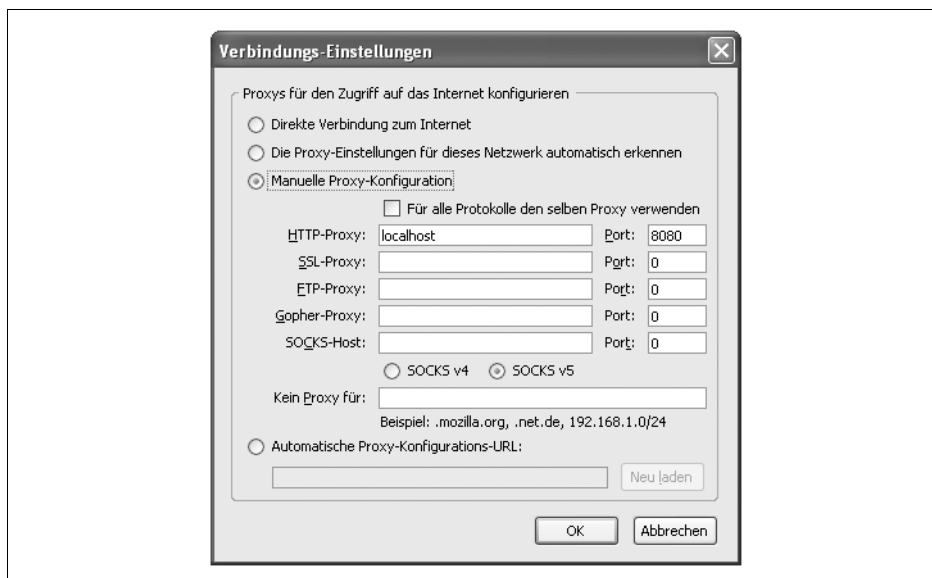 Verbindungs-Einstellungen
Proxys für den Zugriff auf das Internet konfigurieren
Direkte Verbindung zum Internet
Die Proxy-Einstellungen für dieses Netzwerk automatisch erkennen
Manuelle Proxy-Konfiguration
Für alle Protokolle den selben Proxy verwenden
HTTP-Proxy: localhost Port: 8080
SSL-Proxy: Port: 0
FTP-Proxy: Port: 0
Gopher-Proxy: Port: 0
SOCKS-Host: Port: 0
SOCKS v4 SOCKS v5
Kein Proxy für:
Beispiel: .mozilla.org, .net.de, 192.168.1.0/24
Automatische Proxy-Konfigurations-URL:
Neu laden
OK Abbrechen